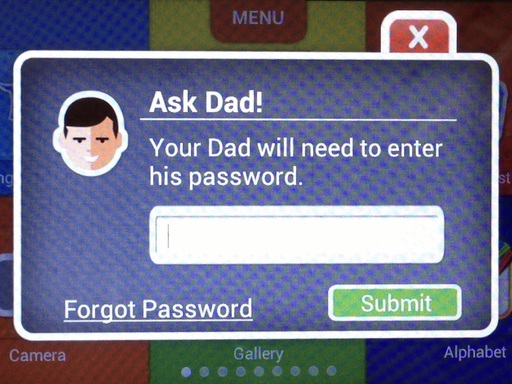 MENU
X
Ask Dad!
Your Dad will need to enter
his password.
Forgot Password
Submit
Camera
Gallery
Alphabet